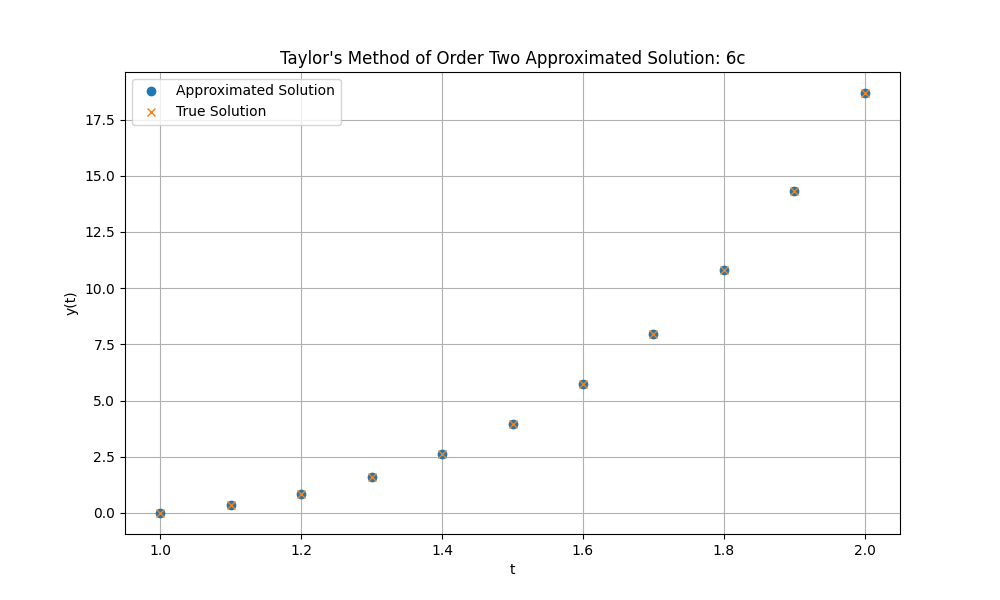 Taylor's Method of Order Two Approximated Solution: 6c
Approximated Solution
True Solution
17.5
15.0
12.5
10.0
7.5
5.0
2.5
0.0
y(t)
1.0 1.2 1.4 1.6 1.8 2.0
t